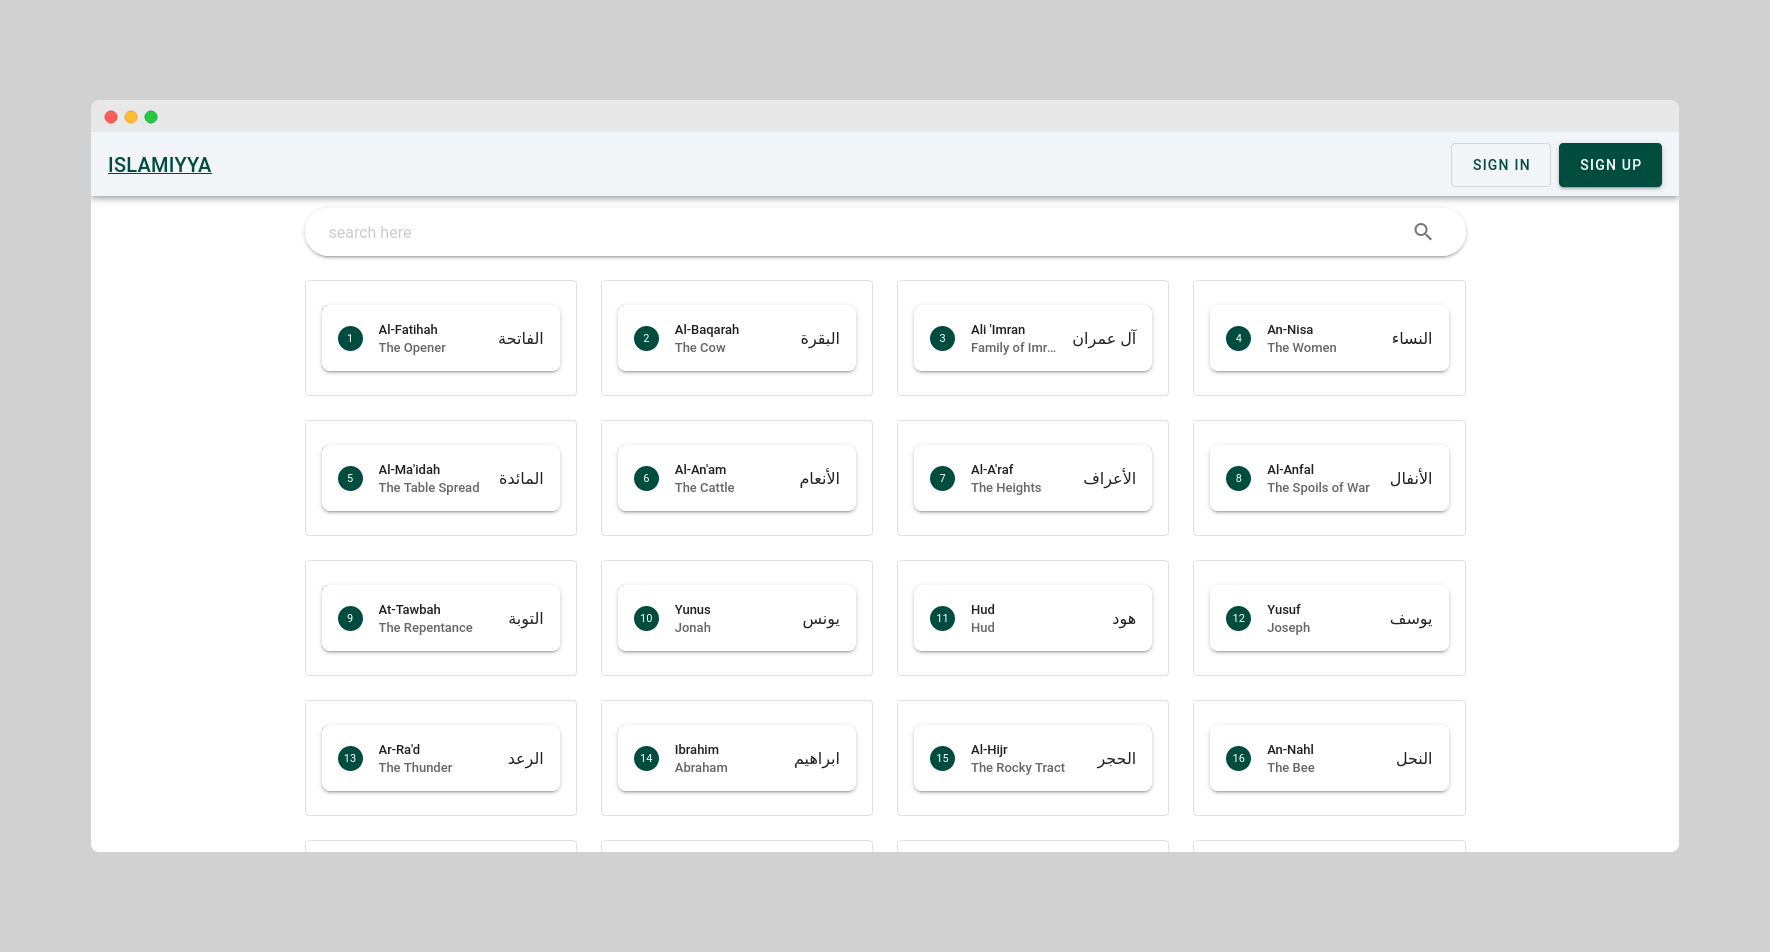 ISLAMIYYA
SIGN IN
SIGN UP
search here
1
Al-Fatihah
The Opener
الفاتحة
2
Al-Baqarah
The Cow
البقرة
3
Ali 'Imran
Family of Imr...
آل عمران
4
An-Nisa
The Women
النساء
5
Al-Ma'idah
The Table Spread
المائدة
6
Al-An'am
The Cattle
الأنعام
7
Al-A'raf
The Heights
الأعراف
8
Al-Anfal
The Spoils of War
الأنفال
9
At-Tawbah
The Repentance
التوبة
10
Yunus
Jonah
يونس
11
Hud
Hud
هود
12
Yusuf
Joseph
يوسف
13
Ar-Ra'd
The Thunder
الرعد
14
Ibrahim
Abraham
ابراهيم
15
Al-Hijr
The Rocky Tract
الحجر
16
An-Nahl
The Bee
النحل